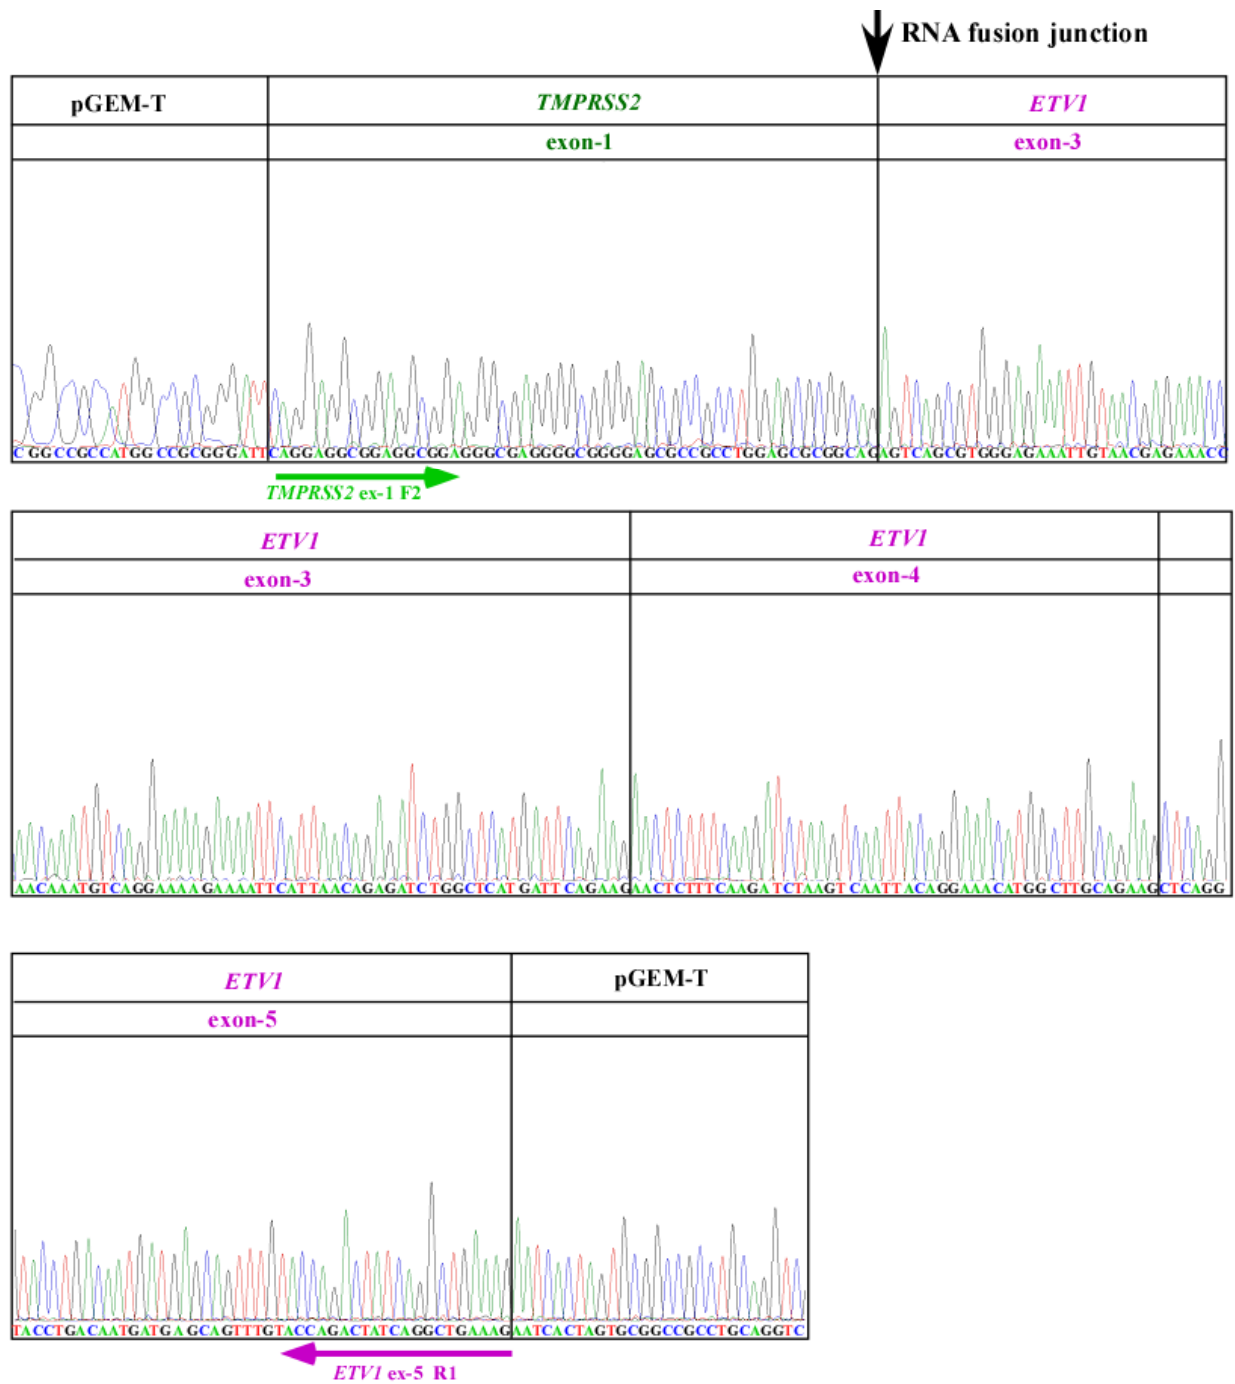 RNA fusion junction
pGEM-T TMPRSS2 ETV1
exon-1 exon-3
CGGCCGCCATGGCCGCGGGATTCAGGAGGCGGAGGCGGAGGGCGAGGGGCGGGGAGCGCCGCCTGGAGCGCGGCAGAGTCAGCGTGGGAGAAATTGTAACGAGAAACC
TMPRSS2 ex-1 F2
ETV1 ETV1
exon-3 exon-4
AACAAATGTCAGGAAAAGAAAATTCATTAACAGAGATCTGGCTCATGATTCAGAAGAACTCTTTCAAGATCTAAGTCAATTACAGGAAACATGGCTTGCAGAAGCTCAGG
ETV1 pGEM-T
exon-5
TACCTGACAATGATGAGCAGTTTGTACCAGACTATCAGGCTGAAAGAATCACTAGTGCGGCCGCCTGCAGGTC
ETV1 ex-5 R1